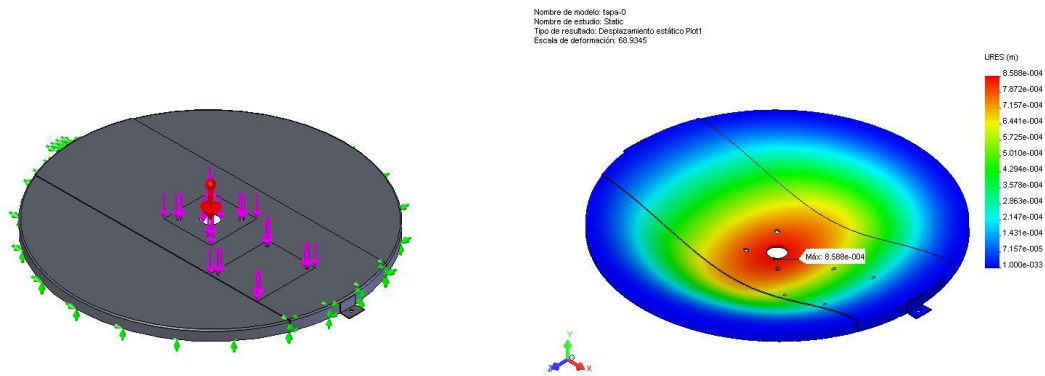 Nombre de modelo: tapa-0
Nombre de estudio: Static
Tipo de resultado: Desplazamiento estático Plot1
Escala de deformación: 68.9345
URES (m)
8.588e-004
7.872e-004
7.157e-004
6.441e-004
5.725e-004
5.010e-004
4.294e-004
3.578e-004
2.863e-004
2.147e-004
1.431e-004
7.157e-005
1.000e-033
Máx: 8.588e-004
Y
Z
X